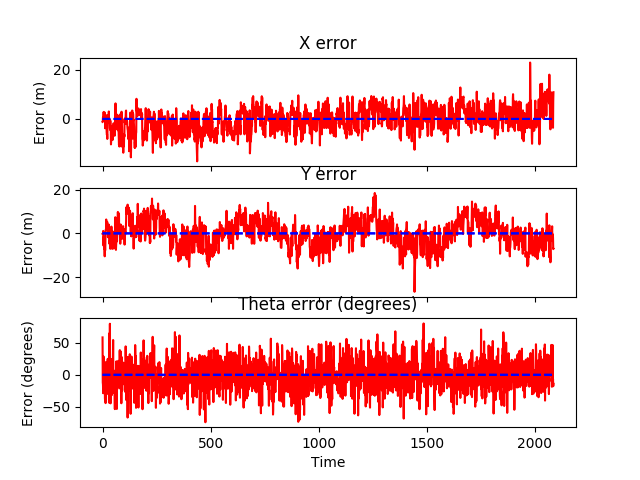 X error
20
0
Error (m)
Y error
20
0
−20
Error (m)
Theta error (degrees)
50
0
−50
Error (degrees)
0 500 1000 1500 2000
Time